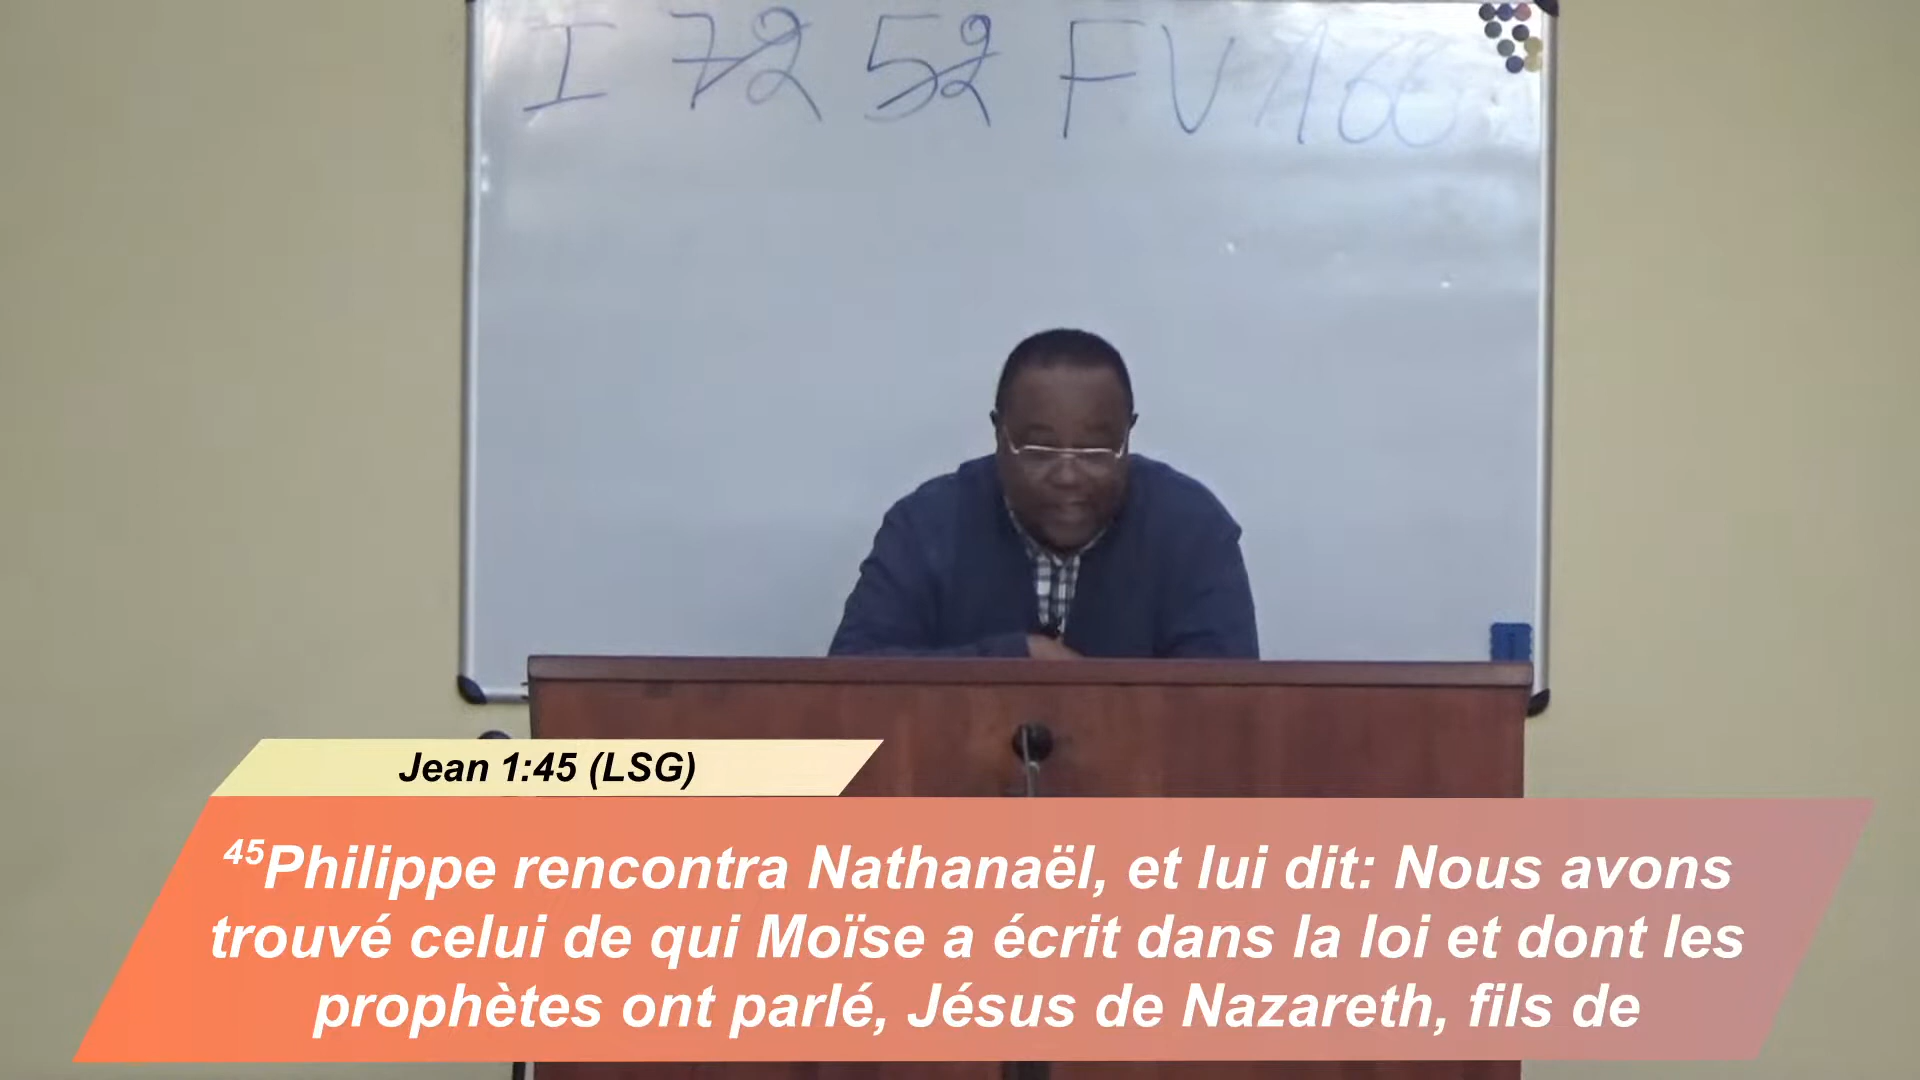 I 72 52 FV 166
Jean 1:45 (LSG)
45Philippe rencontra Nathanaël, et lui dit: Nous avons
trouvé celui de qui Moïse a écrit dans la loi et dont les
prophètes ont parlé, Jésus de Nazareth, fils de